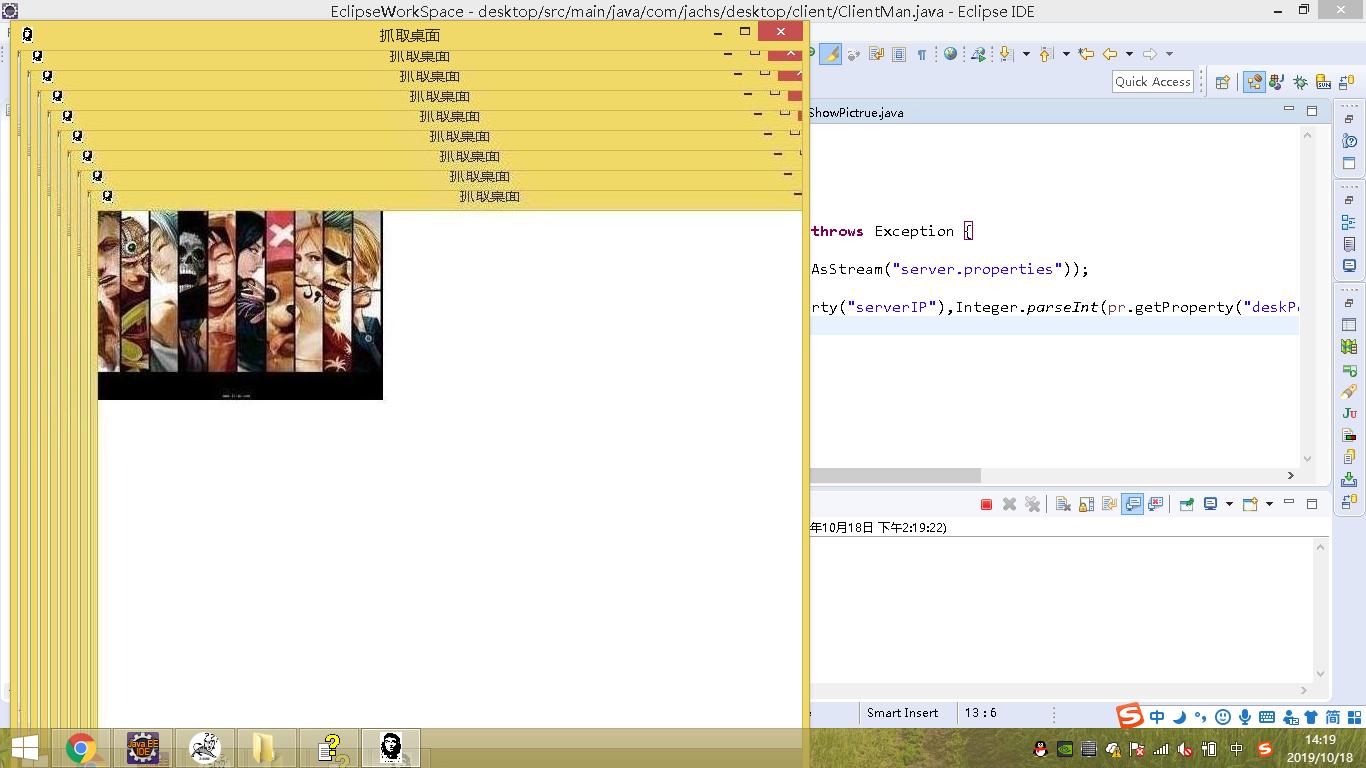 EclipseWorkSpace - desktop/src/main/java/com/jachs/desktop/client/ClientMan.java - Eclipse IDE
抓取桌面
抓取桌面
抓取桌面
抓取桌面
抓取桌面
抓取桌面
抓取桌面
抓取桌面
抓取桌面
Quick Access
ShowPictrue.java
throws Exception {
AsStream("server.properties"));
rty("serverIP"),Integer.parseInt(pr.getProperty("deskP
年10月18日 下午2:19:22)
Smart Insert
13 : 6
中
简
Java EE
IDE
中
14:19
2019/10/18